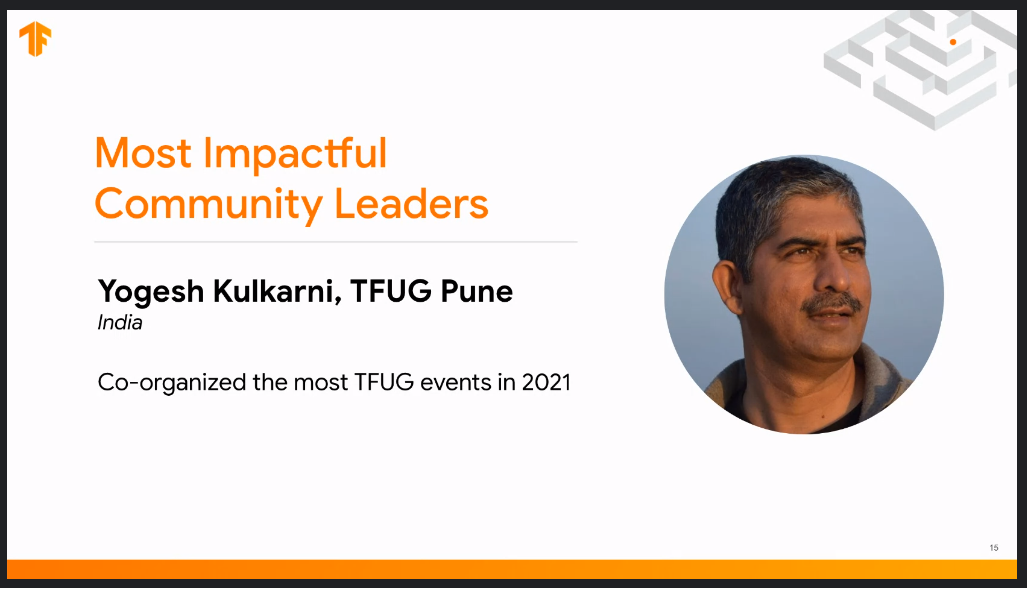 Most Impactful
Community Leaders
Yogesh Kulkarni, TFUG Pune
India
Co-organized the most TFUG events in 2021
15